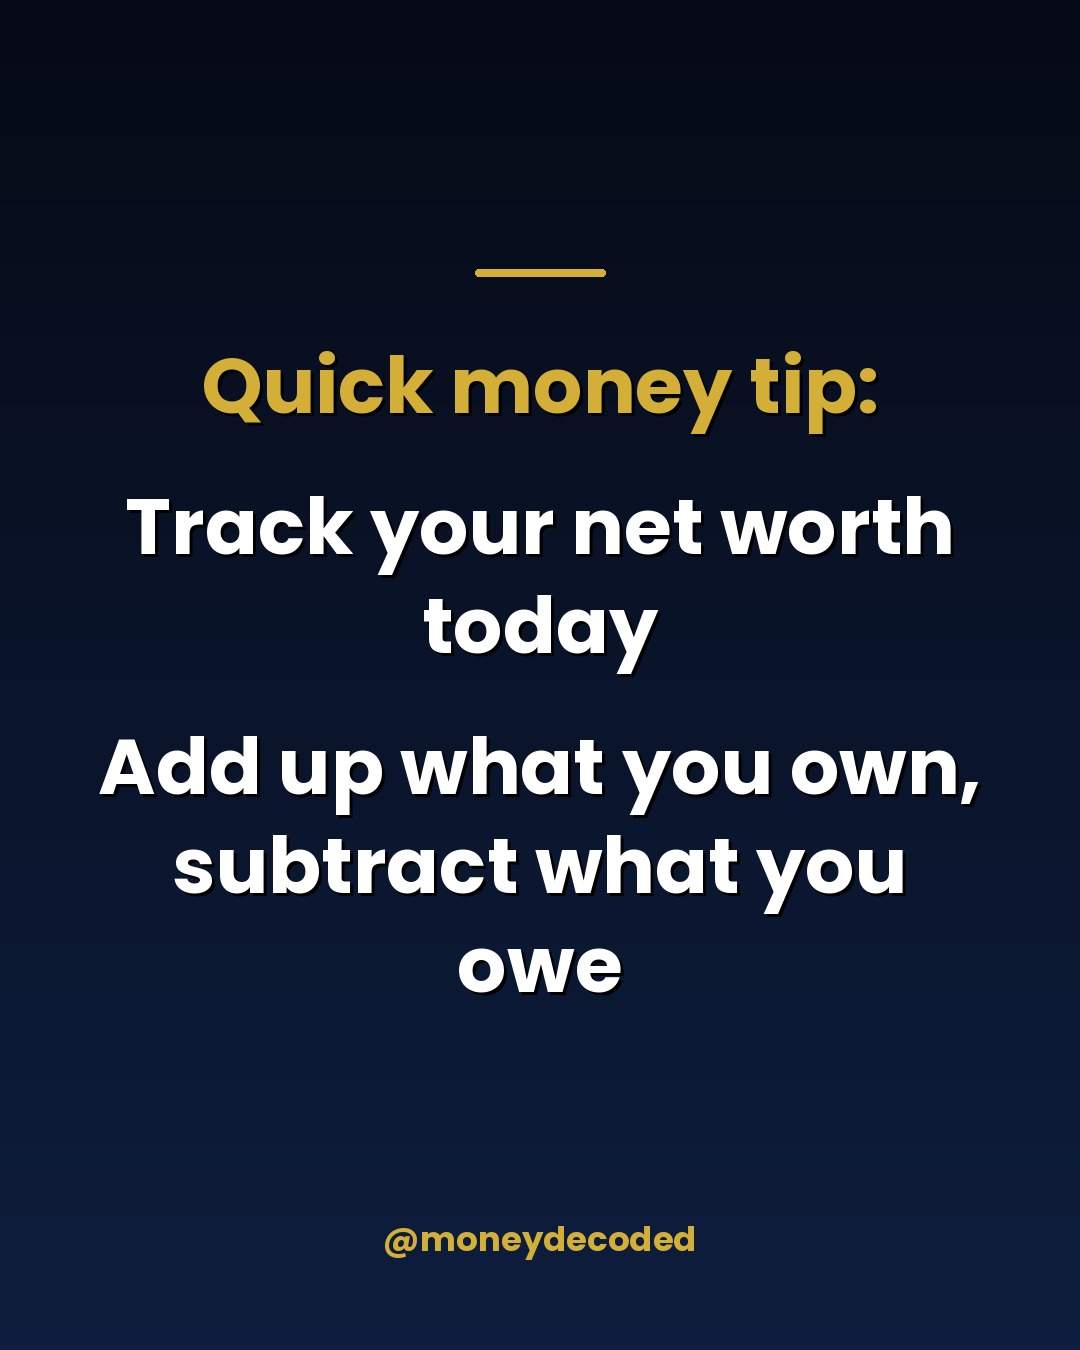 Quick money tip:
Track your net worth
today
Add up what you own,
subtract what you
owe
@moneydecoded